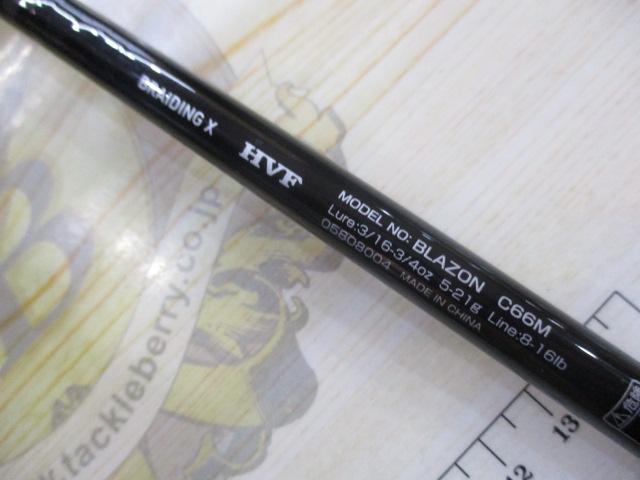 BRAIDING X
HVF
MODEL NO: BLAZON C66M
Lure:3/16-3/4oz 5-21g Line:8-16lb
05808004 MADE IN CHINA
.tackleberry.co.jp
12
13